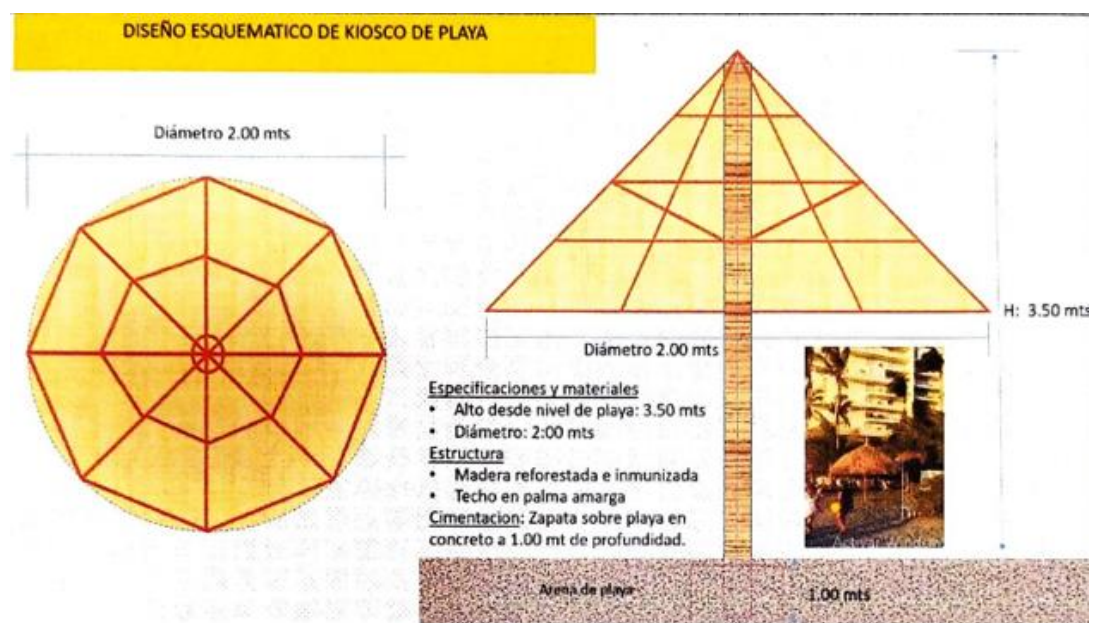 DISEÑO ESQUEMATICO DE KIOSCO DE PLAYA
Diámetro 2.00 mts
H: 3.50 mts
Diámetro 2.00 mts
Especificaciones y materiales
• Alto desde nivel de playa: 3.50 mts
• Diámetro: 2:00 mts
Estructura
• Madera reforestada e inmunizada
• Techo en palma amarga
Cimentacion: Zapata sobre playa en
concreto a 1.00 mt de profundidad.
Arena de playa
1.00 mts